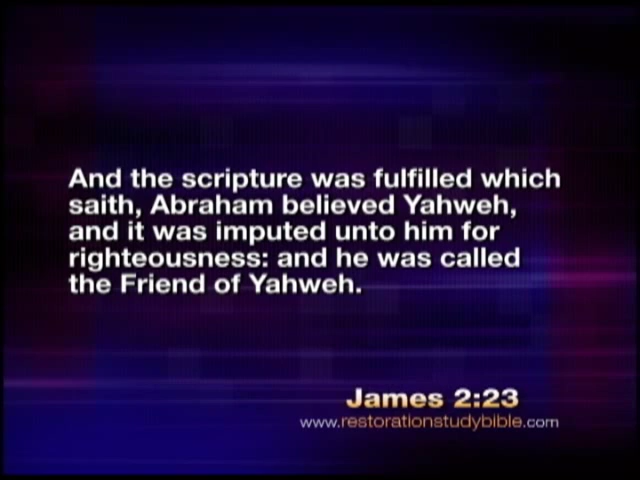 And the scripture was fulfilled which
saith, Abraham believed Yahweh,
and it was imputed unto him for
righteousness: and he was called
the Friend of Yahweh.
James 2:23
www.restorationstudybible.com